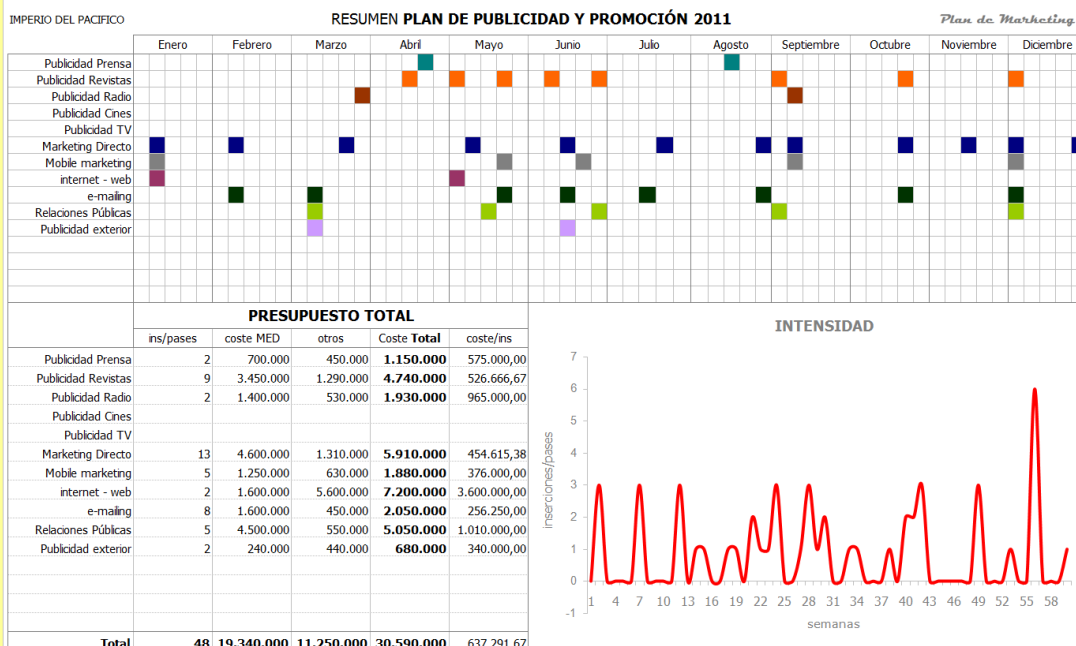 IMPERIO DEL PACIFICO
RESUMEN PLAN DE PUBLICIDAD Y PROMOCIÓN 2011
Plan de Marketing
Enero Febrero Marzo Abril Mayo Junio Julio Agosto Septiembre Octubre Noviembre Diciembre
Publicidad Prensa
Publicidad Revistas
Publicidad Radio
Publicidad Cines
Publicidad TV
Marketing Directo
Mobile marketing
internet - web
e-mailing
Relaciones Públicas
Publicidad exterior
PRESUPUESTO TOTAL
ins/pases coste MED otros Coste Total coste/ins
Publicidad Prensa 2 700.000 450.000 1.150.000 575.000,00
Publicidad Revistas 9 3.450.000 1.290.000 4.740.000 526.666,67
Publicidad Radio 2 1.400.000 530.000 1.930.000 965.000,00
Publicidad Cines
Publicidad TV
Marketing Directo 13 4.600.000 1.310.000 5.910.000 454.615,38
Mobile marketing 5 1.250.000 630.000 1.880.000 376.000,00
internet - web 2 1.600.000 5.600.000 7.200.000 3.600.000,00
e-mailing 8 1.600.000 450.000 2.050.000 256.250,00
Relaciones Públicas 5 4.500.000 550.000 5.050.000 1.010.000,00
Publicidad exterior 2 240.000 440.000 680.000 340.000,00
Total 48 19.340.000 11.250.000 30.590.000 637.291,67
INTENSIDAD
inserciones/pases
7
6
5
4
3
2
1
0
-1
1 4 7 10 13 16 19 22 25 28 31 34 37 40 43 46 49 52 55 58
semanas